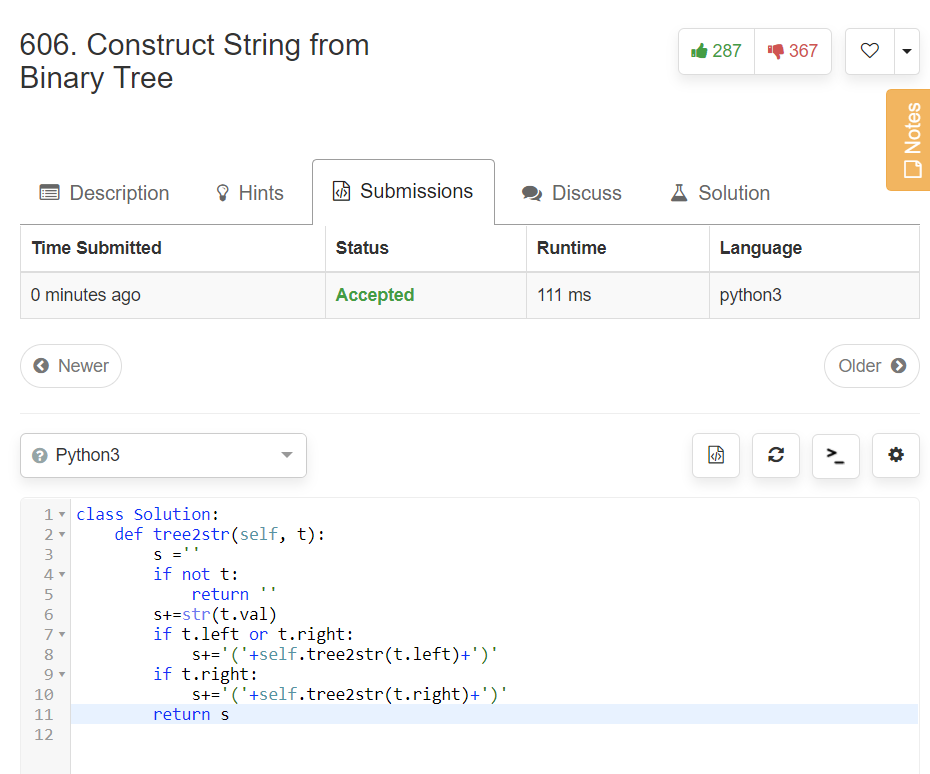 606. Construct String from
Binary Tree
287 367
Notes
Description Hints Submissions Discuss Solution
Time Submitted Status Runtime Language
0 minutes ago Accepted 111 ms python3
Newer Older
Python3
1 class Solution:
2     def tree2str(self, t):
3         s =''
4         if not t:
5             return ''
6         s+=str(t.val)
7         if t.left or t.right:
8             s+='('+self.tree2str(t.left)+')'
9         if t.right:
10             s+='('+self.tree2str(t.right)+')'
11         return s
12